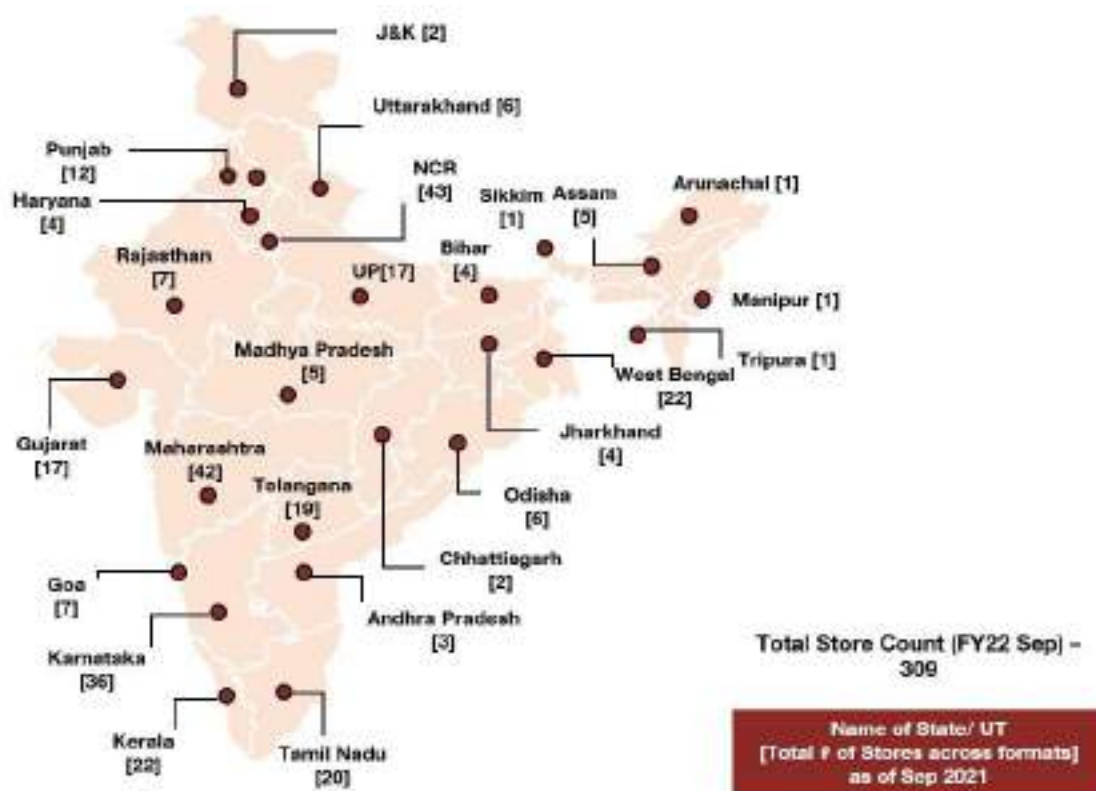 J&K [2]
Uttarakhand [6]
Punjab
[12]
NCR
[43]
Haryana
[4]
Sikkim
[1]
Assam
[5]
Arunachal [1]
Rajasthan
[7]
UP[17]
Bihar
[4]
Manipur [1]
Madhya Pradesh
[5]
Tripura [1]
West Bengal
[22]
Gujarat
[17]
Maharashtra
[42]
Jharkhand
[4]
Telangana
[19]
Odisha
[6]
Chhattisgarh
[2]
Goa
[7]
Andhra Pradesh
[3]
Karnataka
[36]
Kerala
[22]
Tamil Nadu
[20]
Total Store Count (FY22 Sep) –
309
Name of State/ UT
[Total # of Stores across formats]
as of Sep 2021